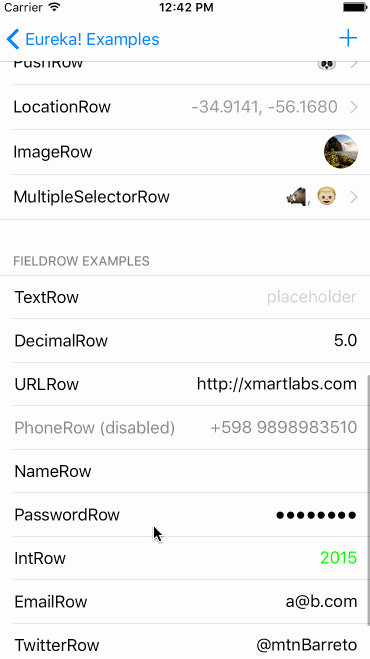 Carrier 12:42 PM
Eureka! Examples
PushRow
LocationRow -34.9141, -56.1680
ImageRow
MultipleSelectorRow 🐗, 👨🏼
FIELDROW EXAMPLES
TextRow placeholder
DecimalRow 5.0
URLRow http://xmartlabs.com
PhoneRow (disabled) +598 9898983510
NameRow
PasswordRow ●●●●●●●●
IntRow 2015
EmailRow a@b.com
TwitterRow @mtnBarreto